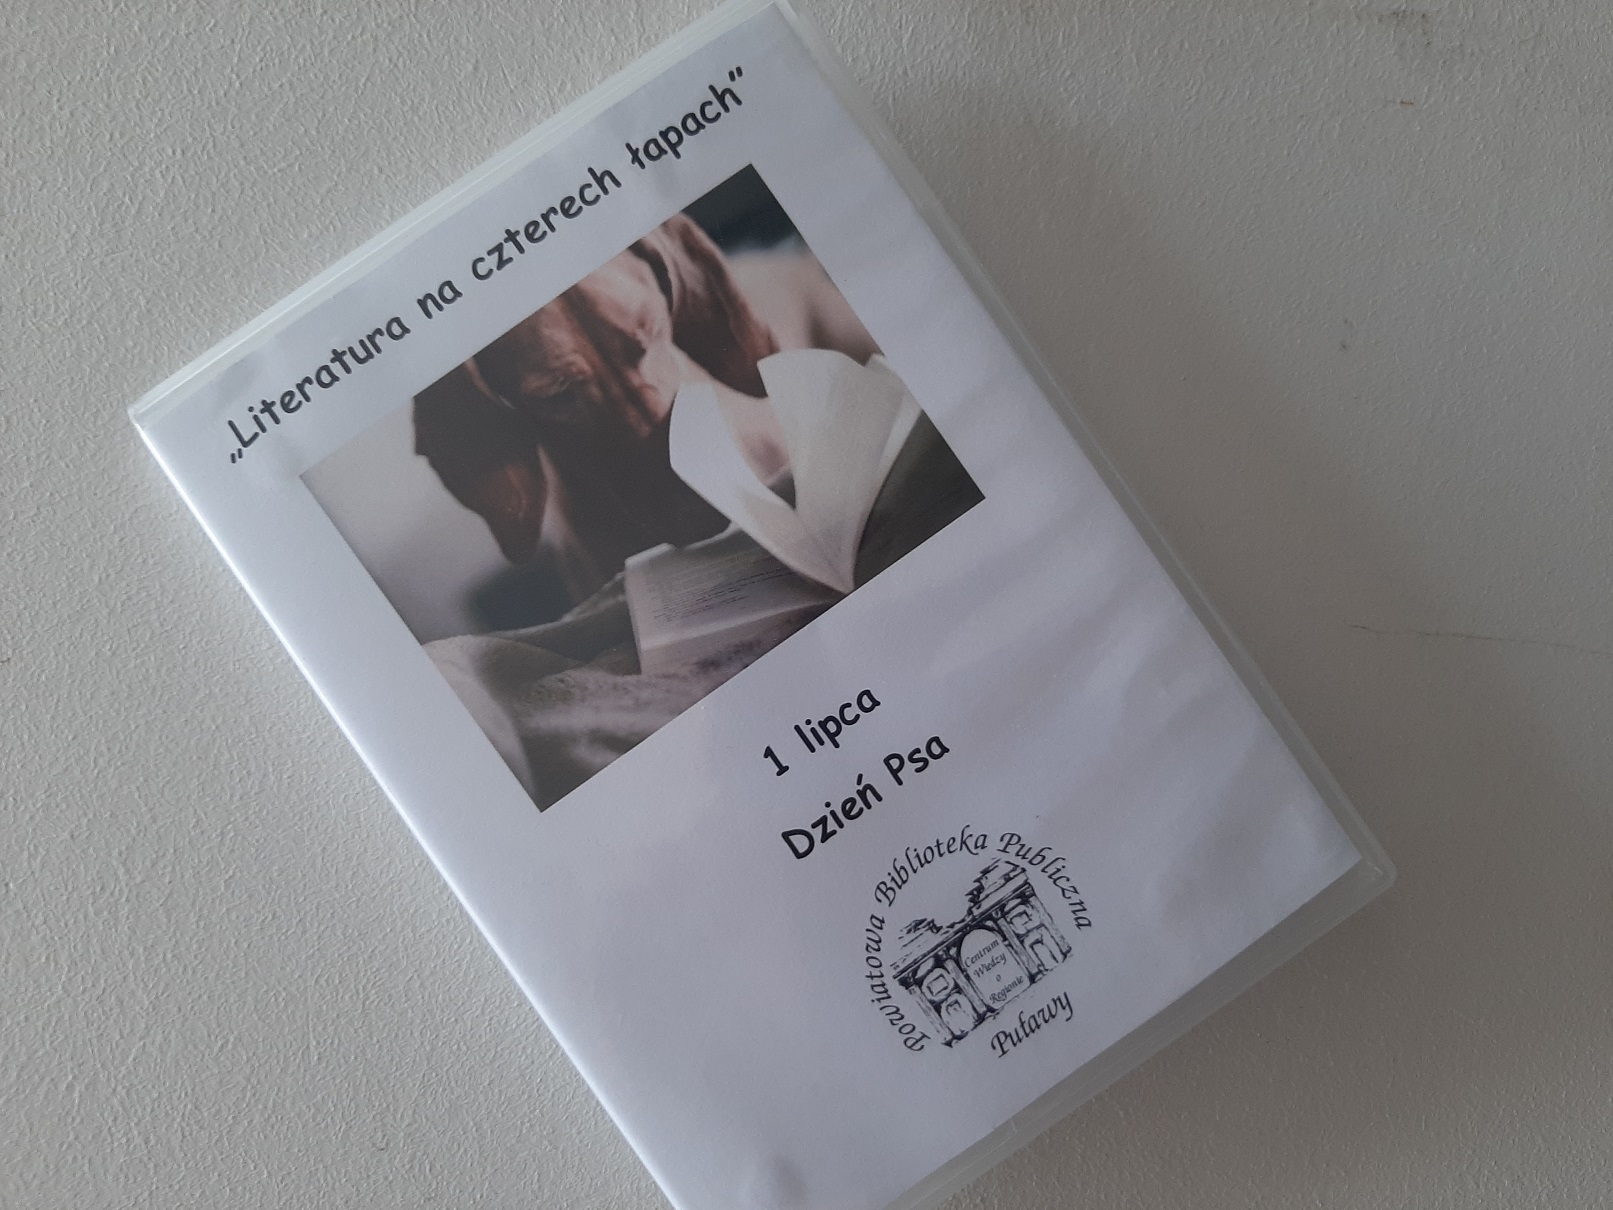 „Literatura na czterech łapach”
1 lipca
Dzień Psa
Powiatowa Biblioteka Publiczna
Centrum
Wiedzy
o
Regionie
Puławy